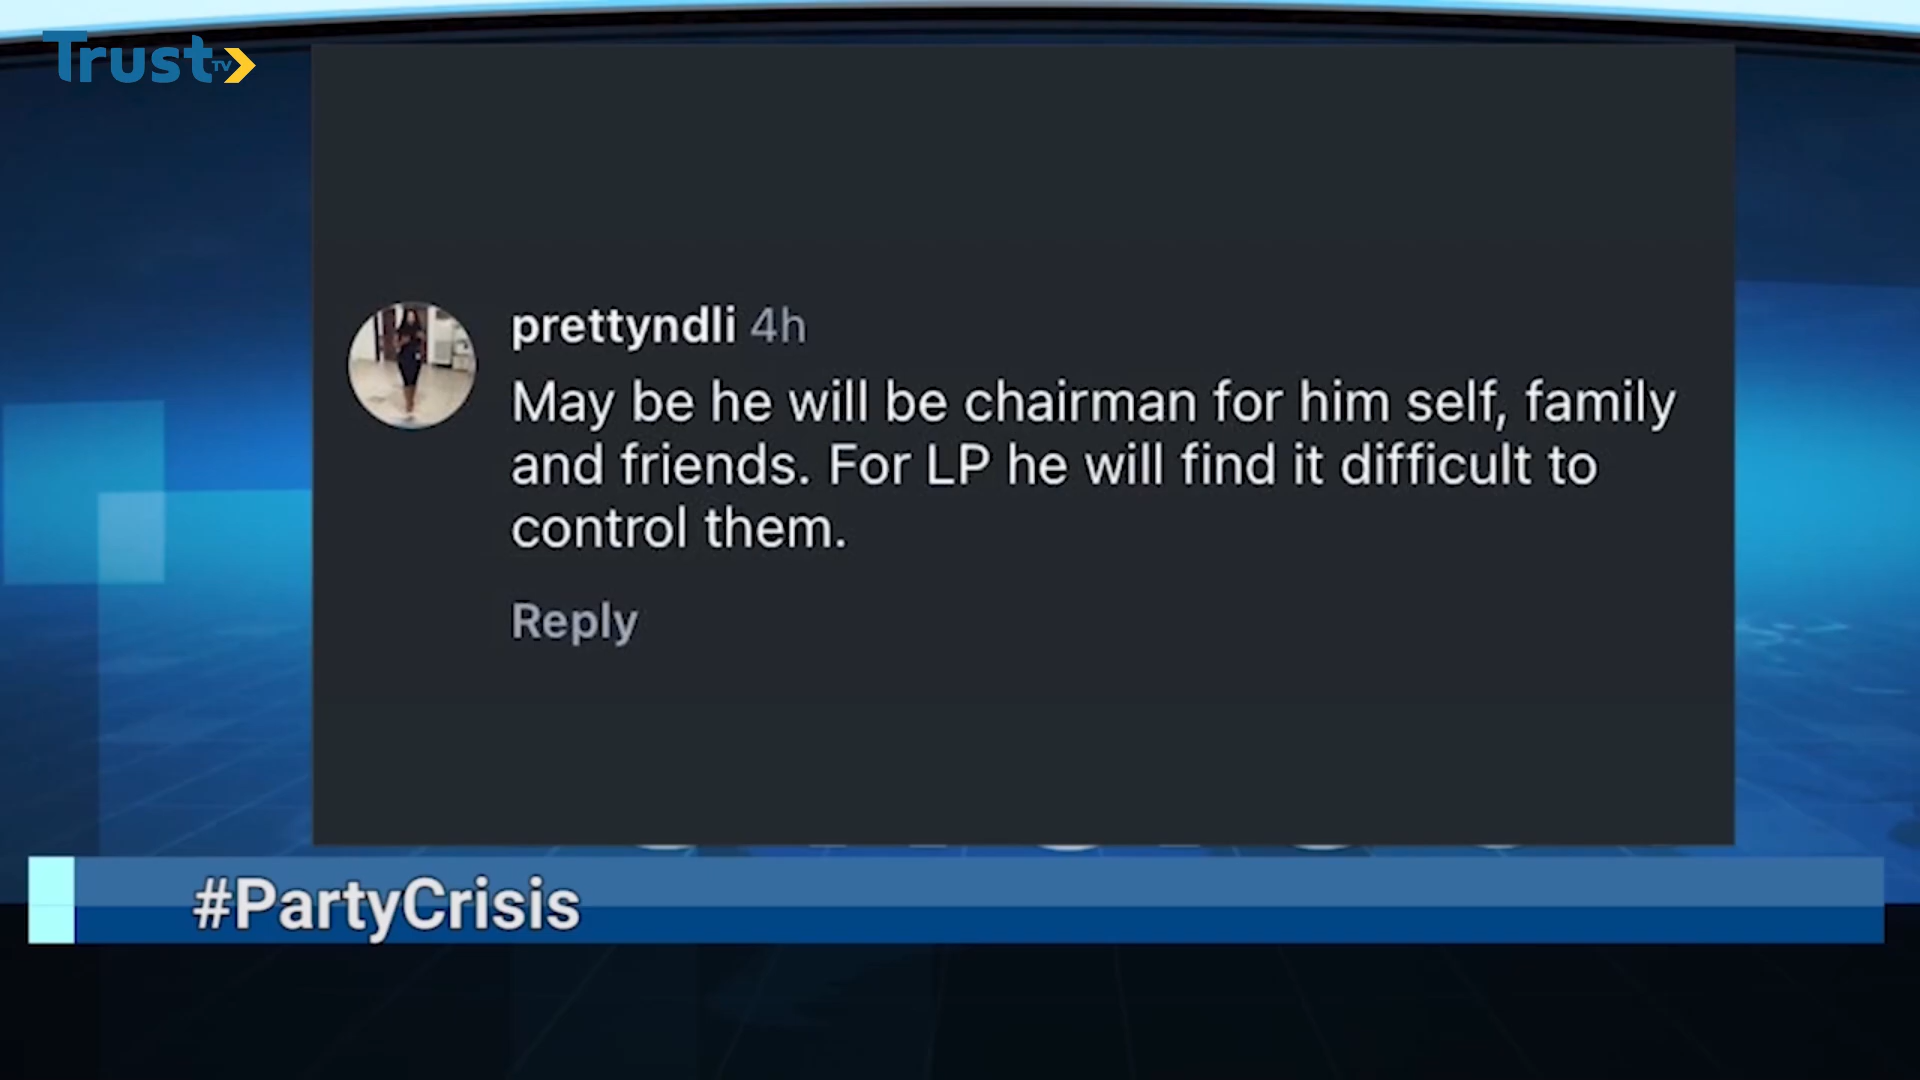 Trust TV
prettyndli 4h
May be he will be chairman for him self, family
and friends. For LP he will find it difficult to
control them.
Reply
#PartyCrisis